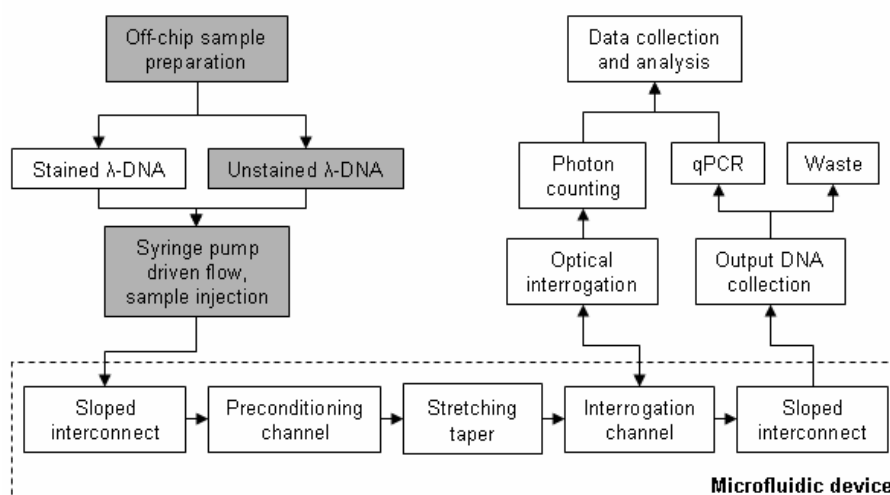 Off-chip sample
preparation
Stained λ-DNA
Unstained λ-DNA
Syringe pump
driven flow,
sample injection
Data collection
and analysis
Photon
counting
qPCR
Waste
Optical
interrogation
Output DNA
collection
Sloped
interconnect
Preconditioning
channel
Stretching
taper
Interrogation
channel
Sloped
interconnect
Microfluidic device